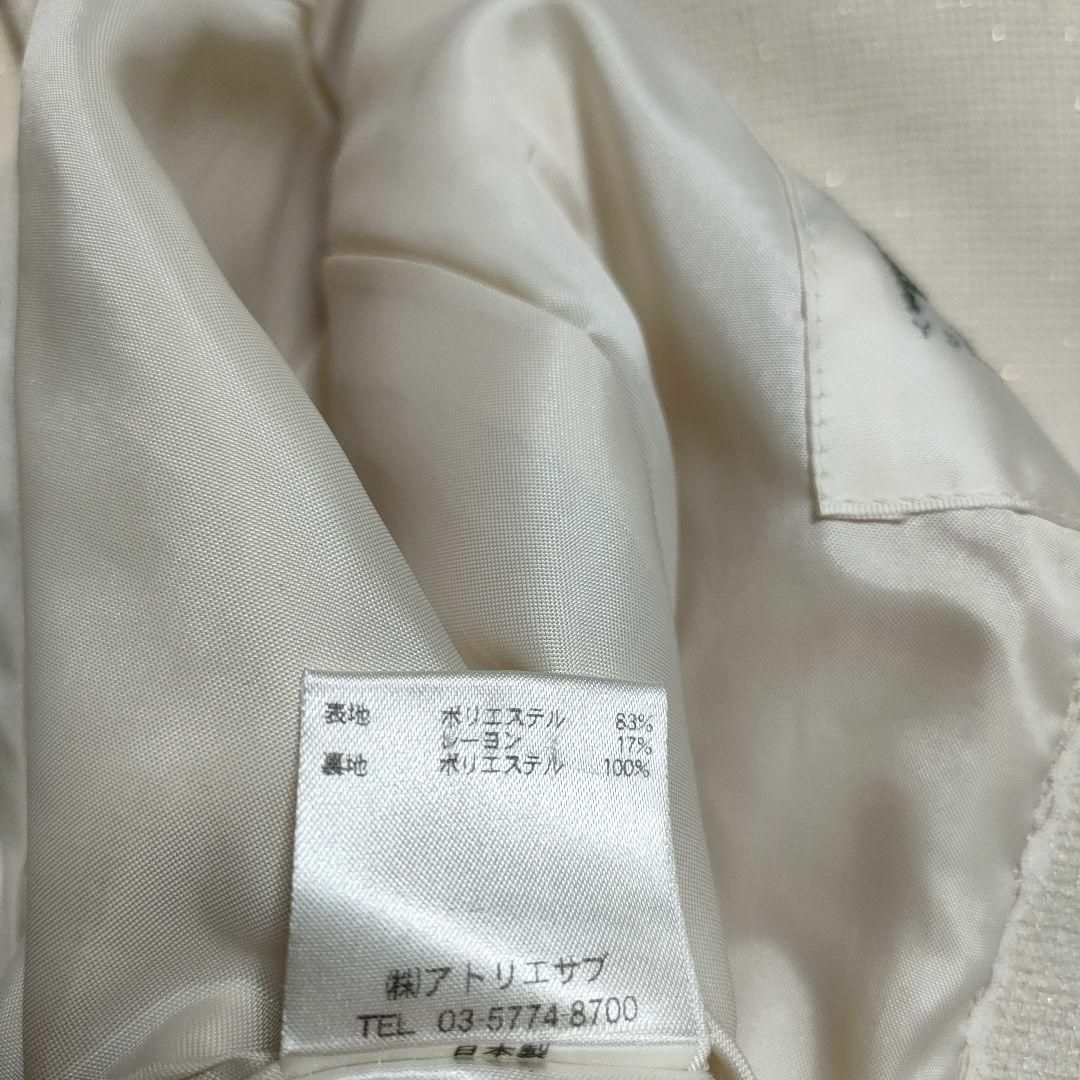 表地 ポリエステル 83%
レーヨン 17%
裏地 ポリエステル 100%
㈱アトリエサブ
TEL 03-5774-8700
日本製